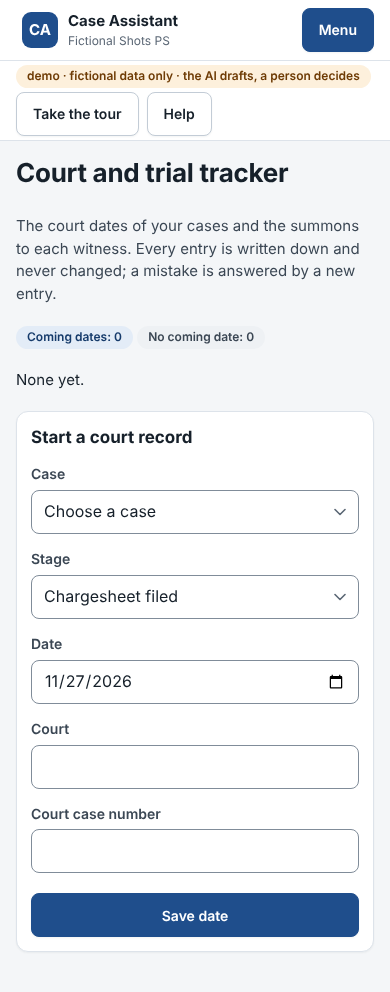 CA
Case Assistant
Fictional Shots PS
Menu
demo · fictional data only · the AI drafts, a person decides
Take the tour
Help
Court and trial tracker
The court dates of your cases and the summons
to each witness. Every entry is written down and
never changed; a mistake is answered by a new
entry.
Coming dates: 0
No coming date: 0
None yet.
Start a court record
Case
Choose a case
Stage
Chargesheet filed
Date
11/27/2026
Court
Court case number
Save date